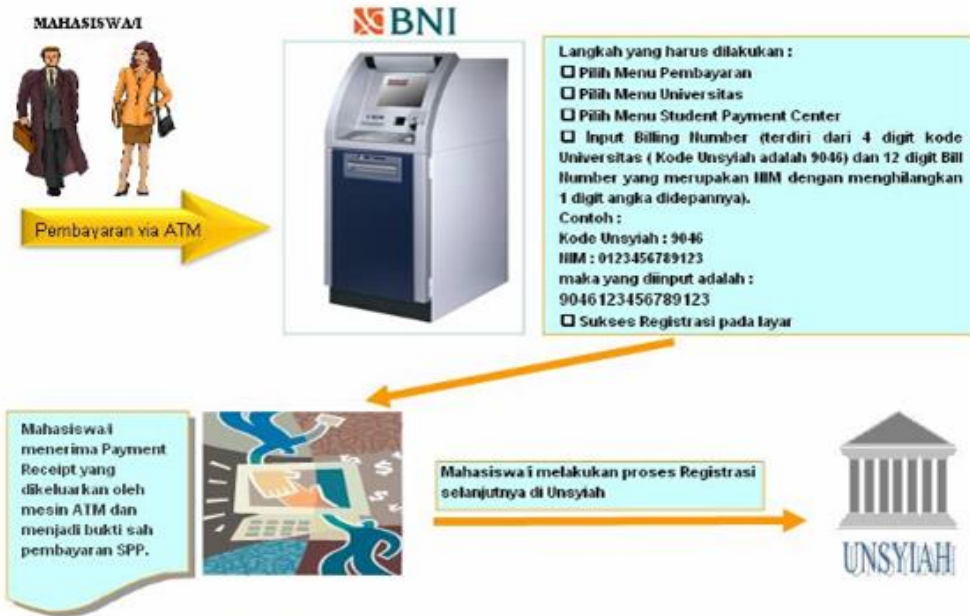 MAHASISWA/I
BNI
Pembayaran via ATM
Langkah yang harus dilakukan :
Pilih Menu Pembayaran
Pilih Menu Universitas
Pilih Menu Student Payment Center
Input Billing Number (terdiri dari 4 digit kode
Universitas ( Kode Unsyiah adalah 9046) dan 12 digit Bill
Number yang merupakan NIM dengan menghilangkan
1 digit angka didepannya).
Contoh :
Kode Unsyiah : 9046
NIM : 0123456789123
maka yang diinput adalah :
9046123456789123
Sukses Registrasi pada layar
Mahasiswa/i
menerima Payment
Receipt yang
dikeluarkan oleh
mesin ATM dan
menjadi bukti sah
pembayaran SPP.
Mahasiswa/i melakukan proses Registrasi
selanjutnya di Unsyiah
UNSYIAH